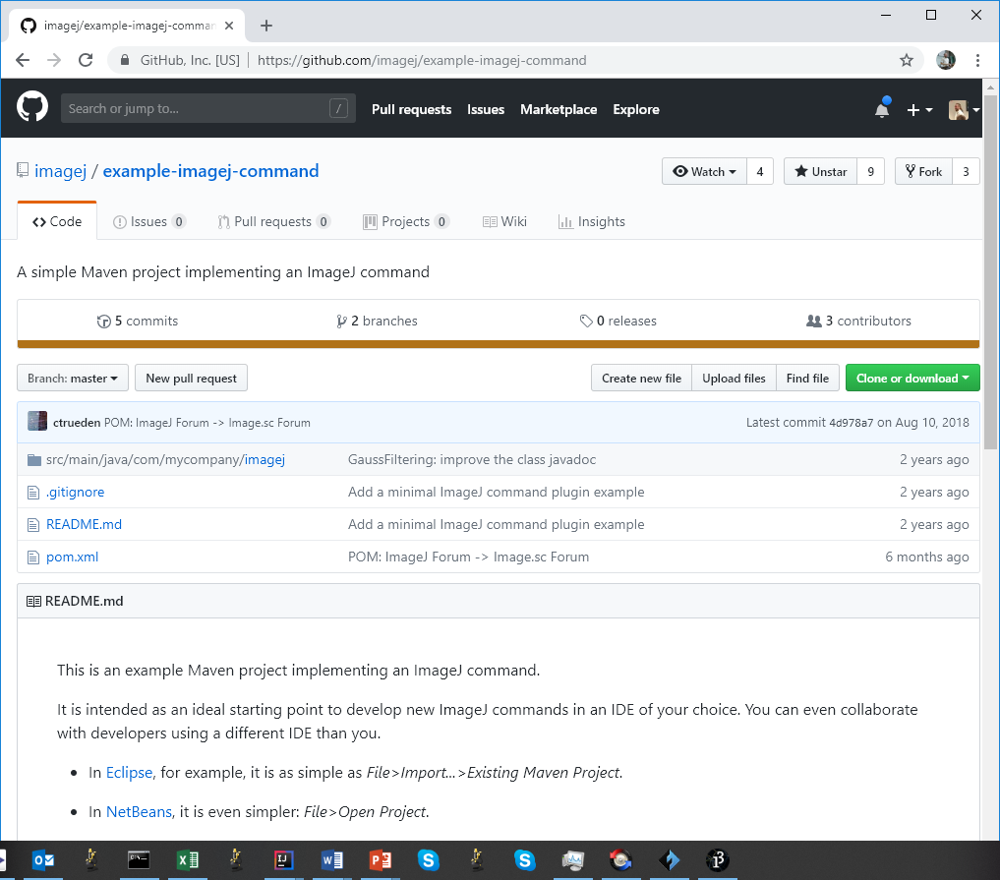 imagej/example-imagej-comman
GitHub, Inc. [US] | https://github.com/imagej/example-imagej-command
Search or jump to... / Pull requests Issues Marketplace Explore
imagej / example-imagej-command Watch 4 Unstar 9 Fork 3
Code Issues 0 Pull requests 0 Projects 0 Wiki Insights
A simple Maven project implementing an ImageJ command
5 commits 2 branches 0 releases 3 contributors
Branch: master New pull request Create new file Upload files Find file Clone or download
ctrueden POM: ImageJ Forum -> Image.sc Forum Latest commit 4d978a7 on Aug 10, 2018
src/main/java/com/mycompany/imagej GaussFiltering: improve the class javadoc 2 years ago
.gitignore Add a minimal ImageJ command plugin example 2 years ago
README.md Add a minimal ImageJ command plugin example 2 years ago
pom.xml POM: ImageJ Forum -> Image.sc Forum 6 months ago
README.md
This is an example Maven project implementing an ImageJ command.
It is intended as an ideal starting point to develop new ImageJ commands in an IDE of your choice. You can even collaborate
with developers using a different IDE than you.
• In Eclipse, for example, it is as simple as File>Import...>Existing Maven Project.
• In NetBeans, it is even simpler: File>Open Project.